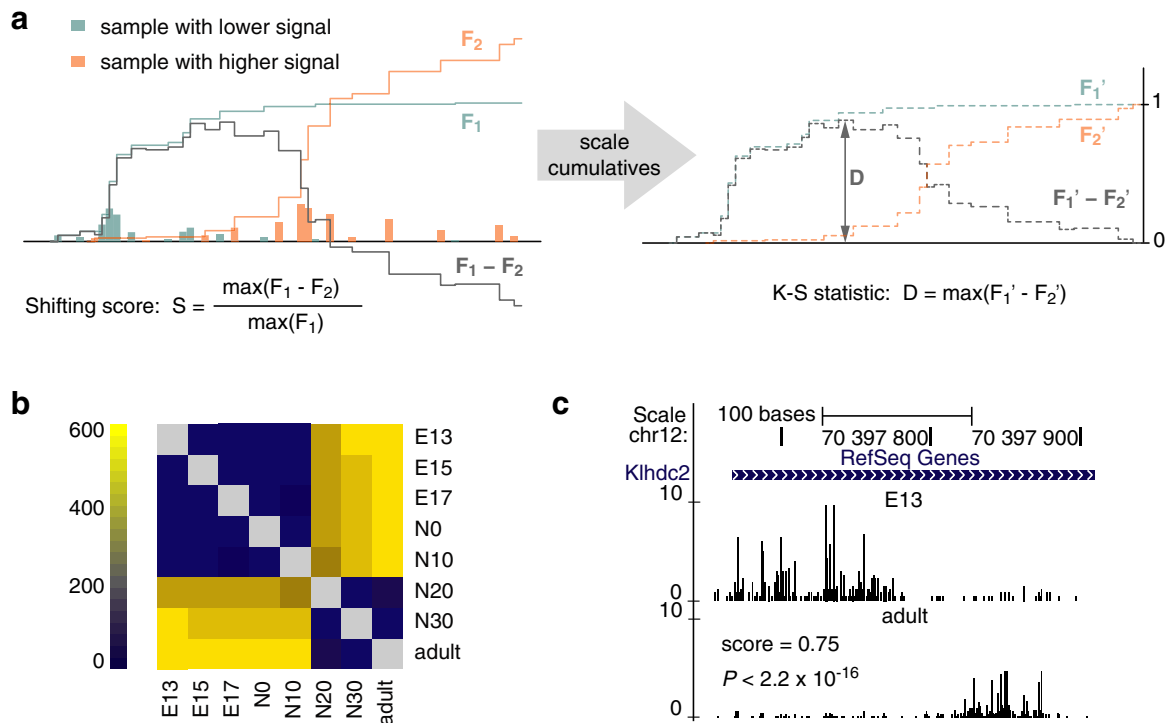 a
sample with lower signal
sample with higher signal
F₂
F₁
F₁ – F₂
Shifting score: S = max(F₁ - F₂)
max(F₁)
scale
cumulatives
F₁’
1
F₂’
D
F₁’ – F₂’
0
K-S statistic: D = max(F₁’ - F₂’)
b
600
400
200
0
E13
E15
E17
N0
N10
N20
N30
adult
E13
E15
E17
N0
N10
N20
N30
adult
c
Scale
100 bases
chr12:
70 397 800
70 397 900
RefSeq Genes
Klhdc2
E13
10
0
adult
10
score = 0.75
P < 2.2 x 10⁻¹⁶
0